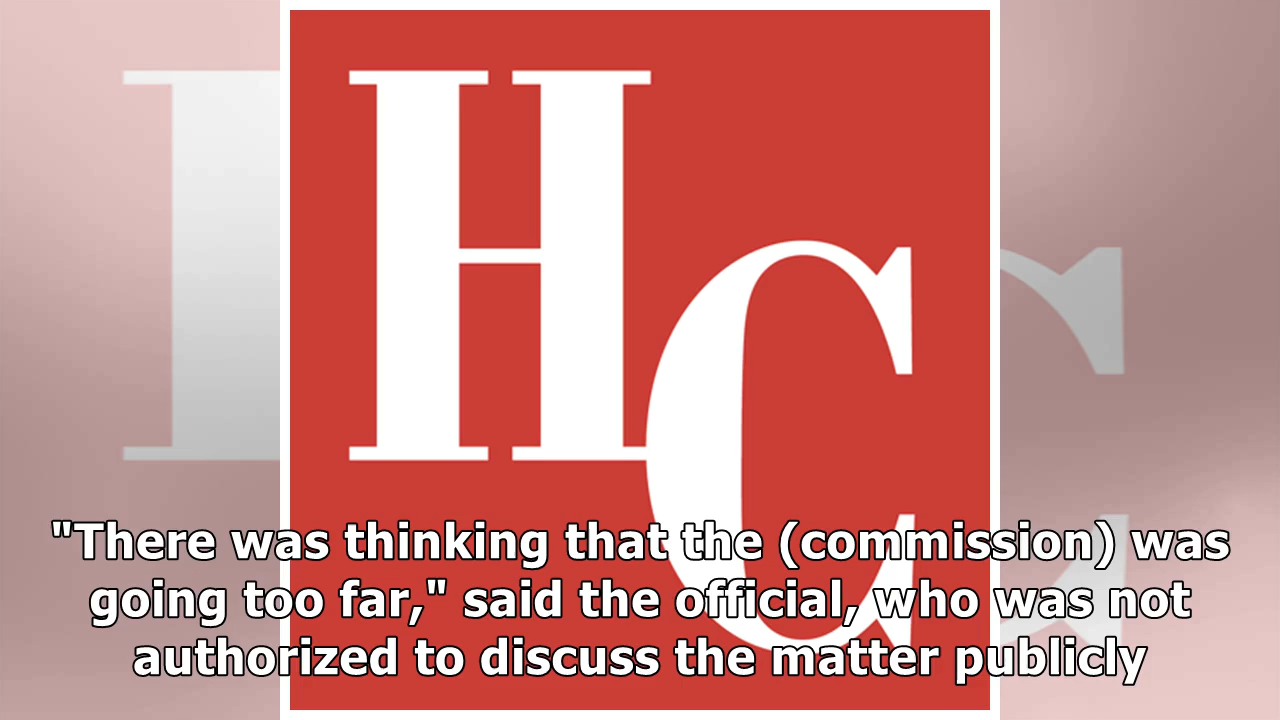 HC
"There was thinking that the (commission) was
going too far," said the official, who was not
authorized to discuss the matter publicly